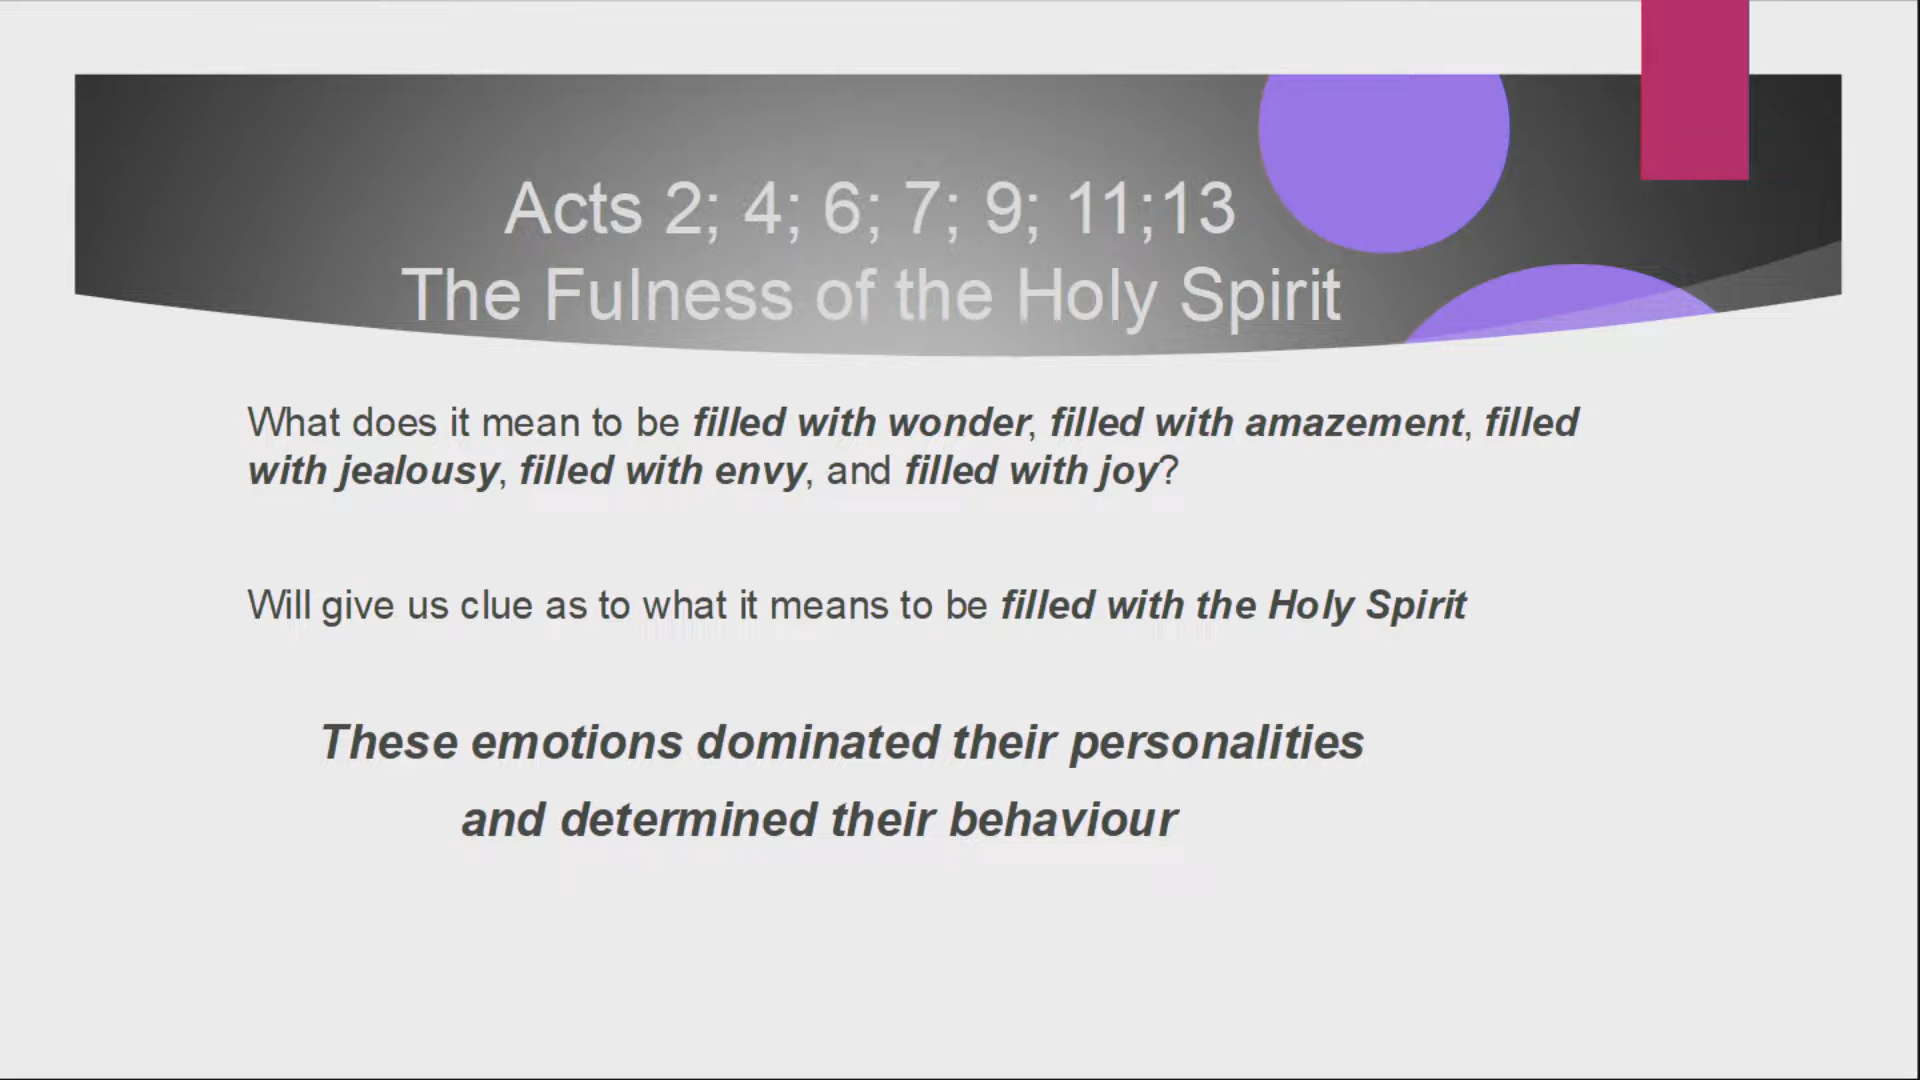 Acts 2; 4; 6; 7; 9; 11;13
The Fulness of the Holy Spirit
What does it mean to be filled with wonder, filled with amazement, filled
with jealousy, filled with envy, and filled with joy?
Will give us clue as to what it means to be filled with the Holy Spirit
These emotions dominated their personalities
and determined their behaviour